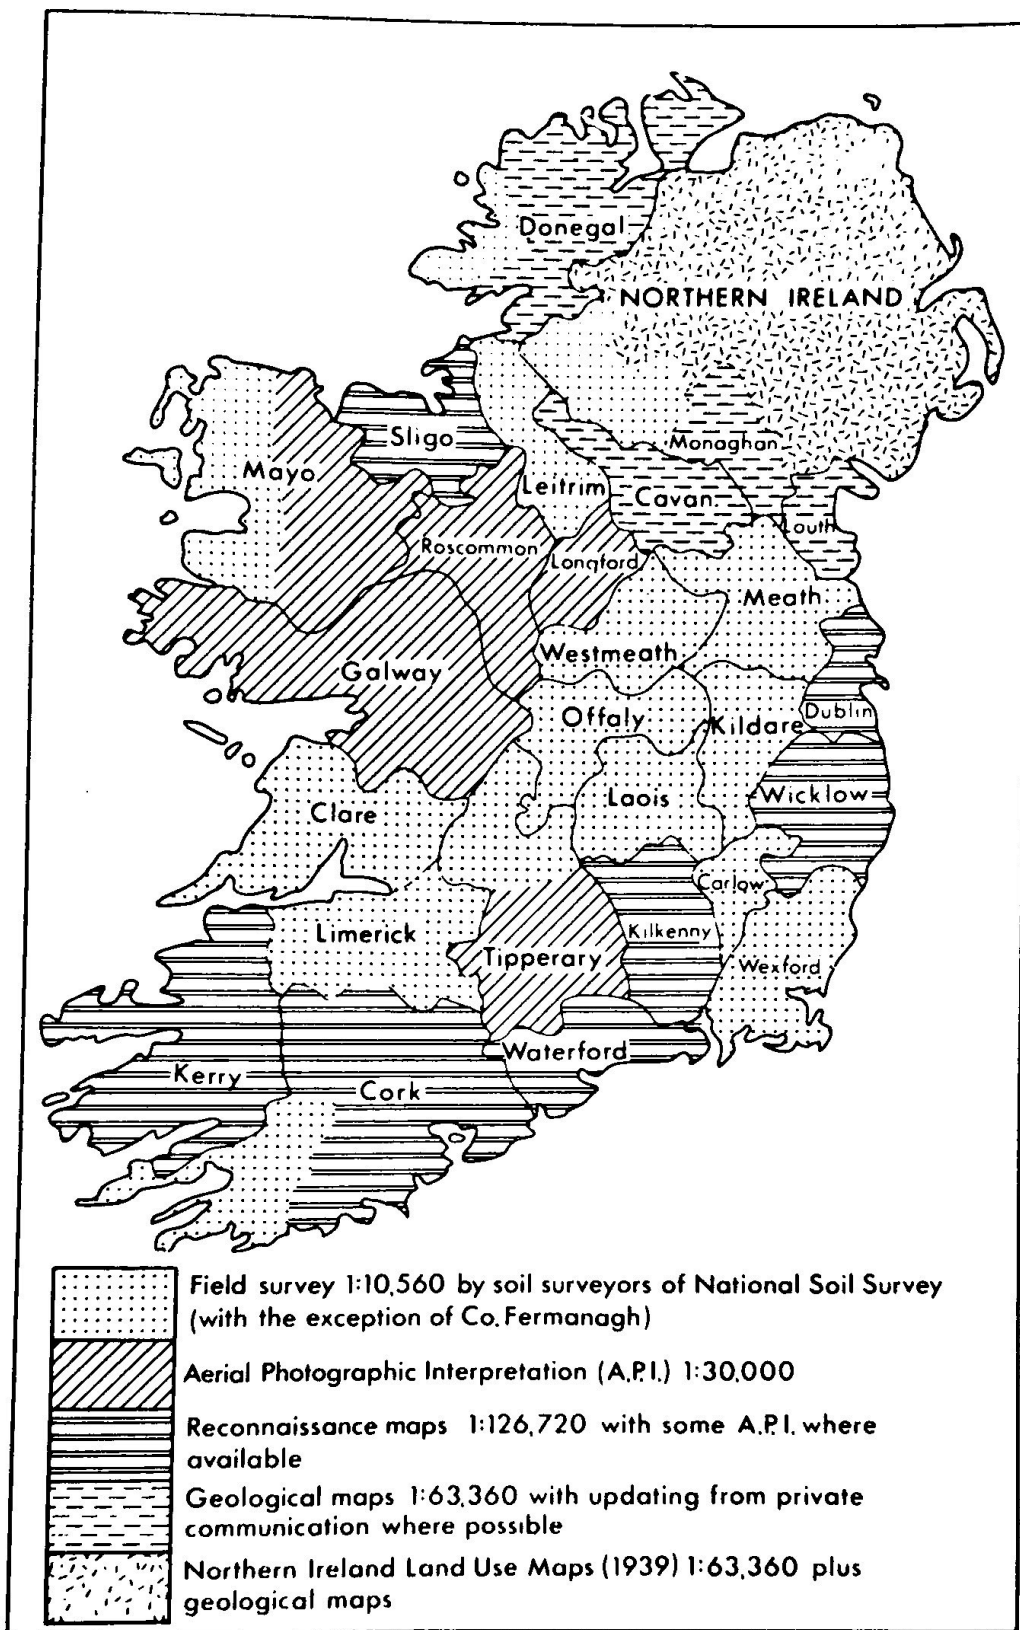 Donegal
NORTHERN IRELAND
Monaghan
Sligo
Mayo
Leitrim
Cavan
Louth
Roscommon
Longford
Meath
Westmeath
Galway
Offaly
Kildare
Dublin
Laois
Wicklow
Clare
Carlow
Limerick
Kilkenny
Tipperary
Wexford
Waterford
Kerry
Cork
Field survey 1:10,560 by soil surveyors of National Soil Survey
(with the exception of Co. Fermanagh)
Aerial Photographic Interpretation (A.P.I.) 1:30,000
Reconnaissance maps 1:126,720 with some A.P.I. where
available
Geological maps 1:63,360 with updating from private
communication where possible
Northern Ireland Land Use Maps (1939) 1:63,360 plus
geological maps